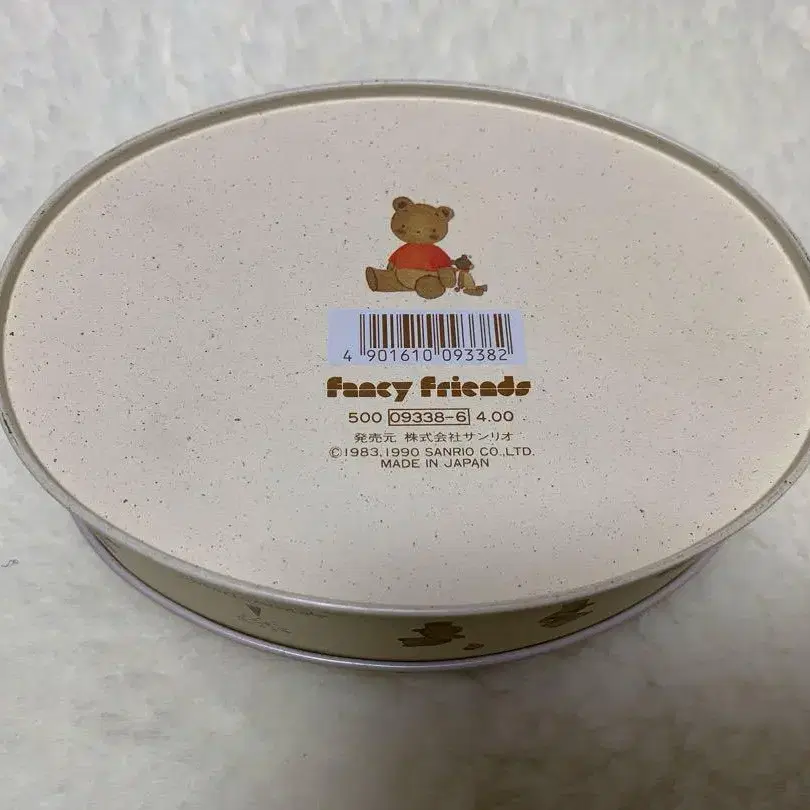 4 901610 093382
fancy friends
500 09338-6 4.00
発売元 株式会社サンリオ
©1983,1990 SANRIO CO.,LTD.
MADE IN JAPAN